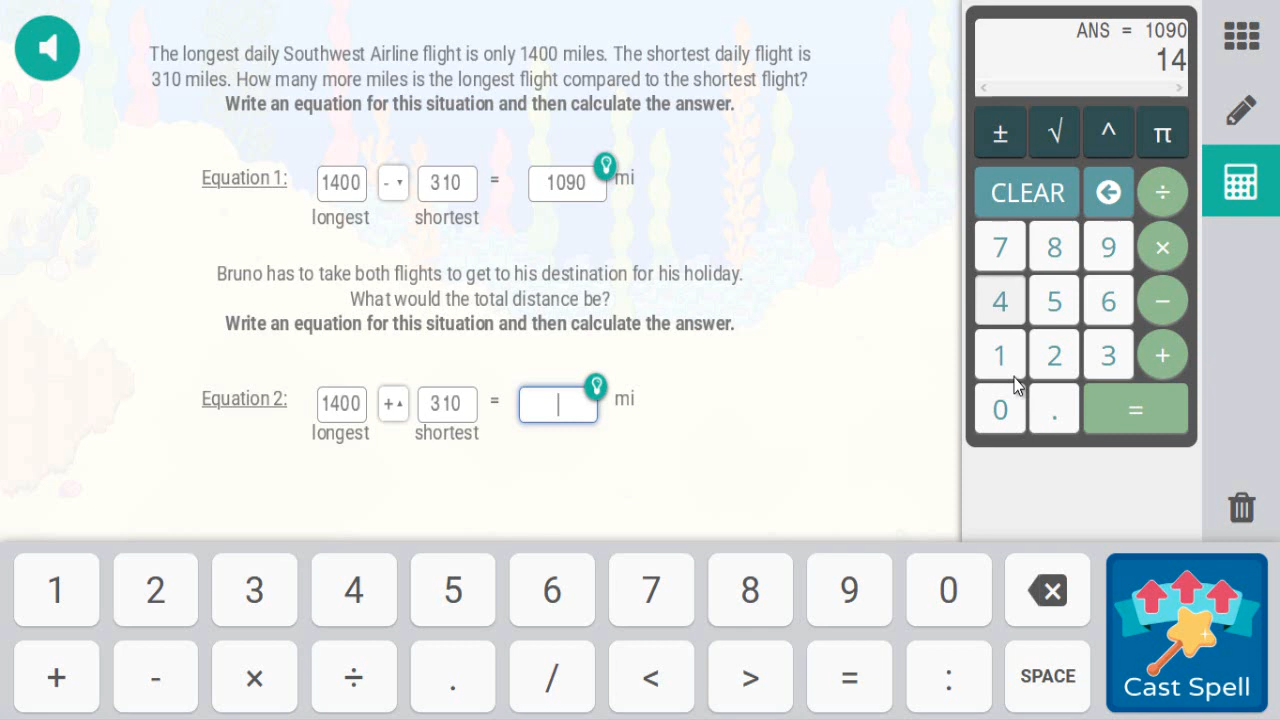 The longest daily Southwest Airline flight is only 1400 miles. The shortest daily flight is
310 miles. How many more miles is the longest flight compared to the shortest flight?
Write an equation for this situation and then calculate the answer.
Equation 1: 1400 - 310 = 1090 mi
longest shortest
Bruno has to take both flights to get to his destination for his holiday.
What would the total distance be?
Write an equation for this situation and then calculate the answer.
Equation 2: 1400 + 310 = mi
longest shortest
ANS = 1090
14
± √ ^ π
CLEAR ÷
7 8 9 ×
4 5 6 −
1 2 3 +
0 . =
1 2 3 4 5 6 7 8 9 0
+ - × ÷ . / < > = : SPACE
Cast Spell